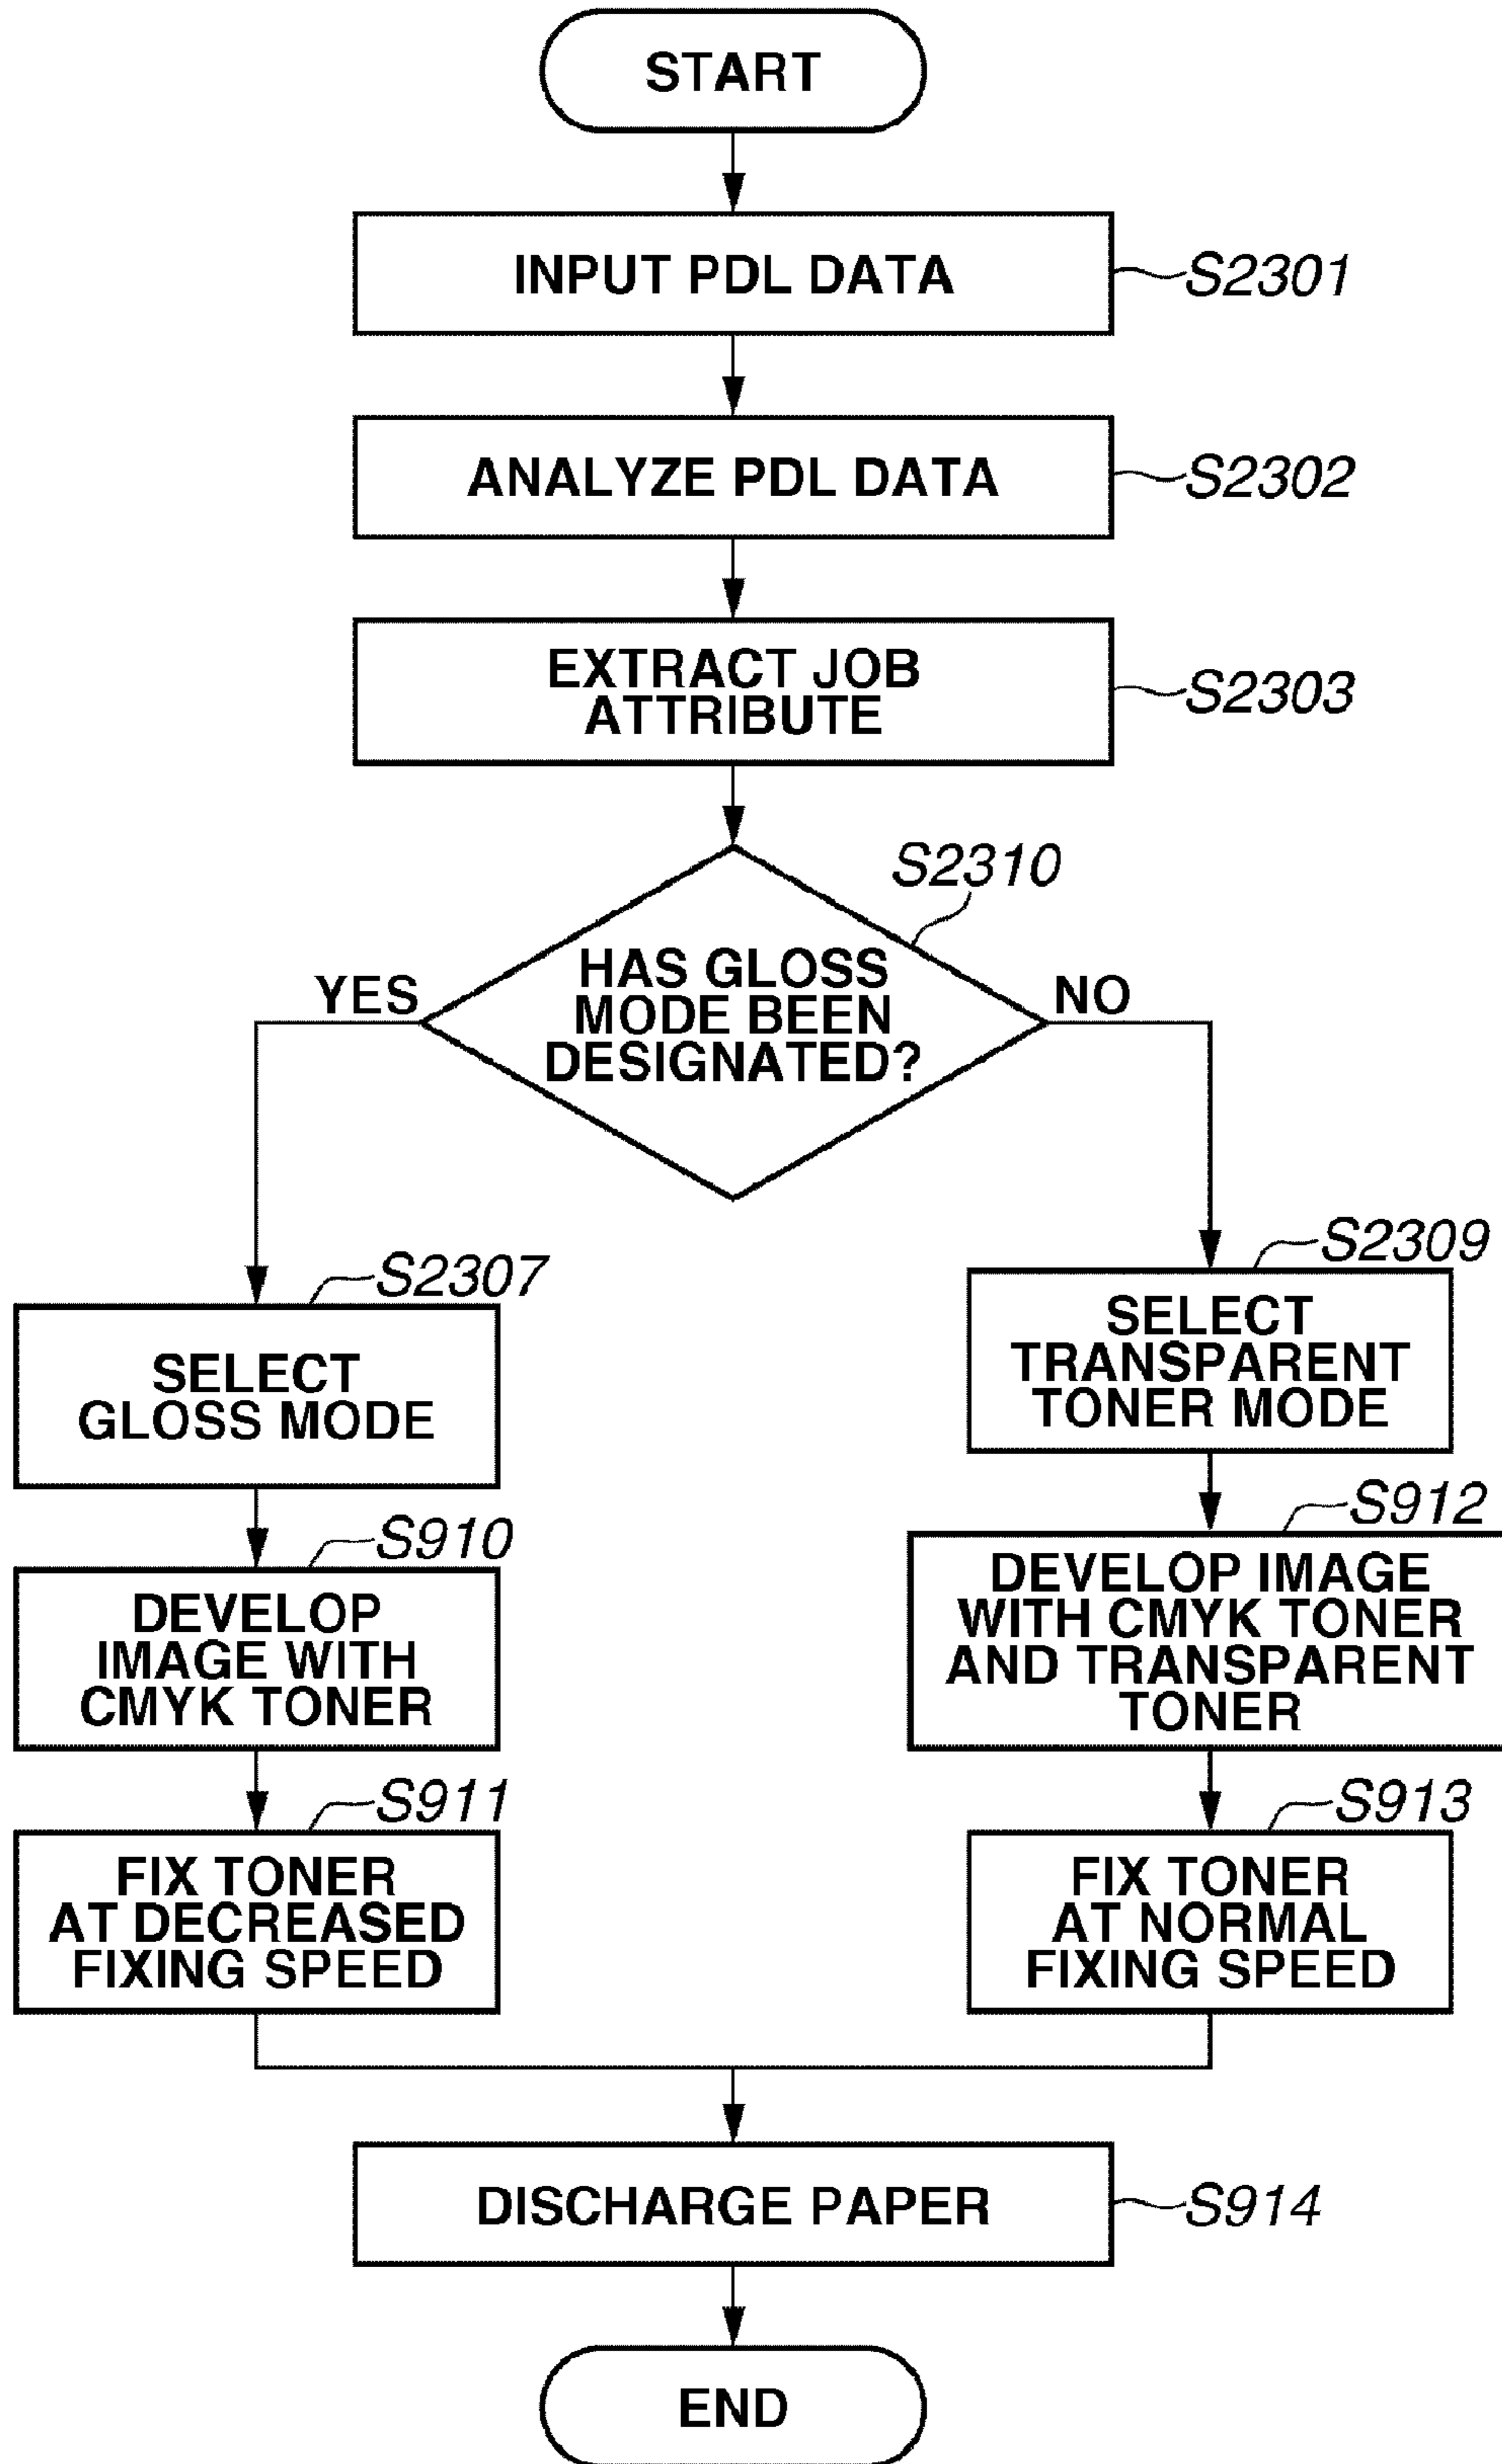 START
INPUT PDL DATA
S2301
ANALYZE PDL DATA
S2302
EXTRACT JOB
ATTRIBUTE
S2303
S2310
HAS GLOSS
MODE BEEN
DESIGNATED?
YES
NO
S2307
SELECT
GLOSS MODE
S2309
SELECT
TRANSPARENT
TONER MODE
S910
DEVELOP
IMAGE WITH
CMYK TONER
S912
DEVELOP IMAGE
WITH CMYK TONER
AND TRANSPARENT
TONER
S911
FIX TONER
AT DECREASED
FIXING SPEED
S913
FIX TONER
AT NORMAL
FIXING SPEED
DISCHARGE PAPER
S914
END